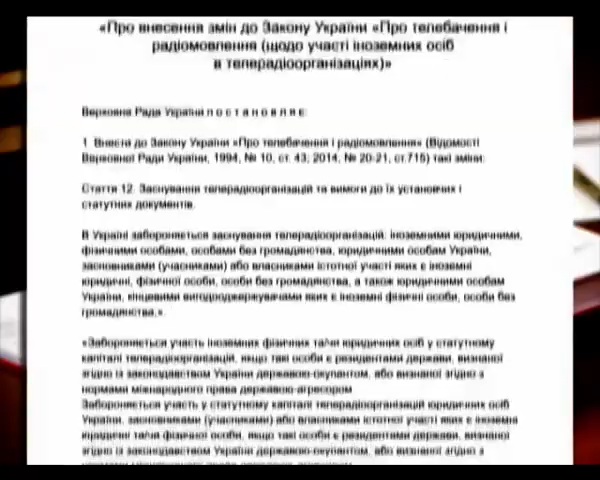 «Про внесення змін до Закону України «Про телебачення і
радіомовлення (щодо участі іноземних осіб
в телерадіоорганізаціях)»
Верховна Рада України п о с т а н о в л я є:
1. Внести до Закону України «Про телебачення і радіомовлення» (Відомості
Верховної Ради України, 1994, № 10, ст. 43; 2014, № 20-21, ст.715) такі зміни:
Стаття 12. Заснування телерадіоорганізацій та вимоги до їх установчих і
статутних документів.
В Україні забороняється заснування телерадіоорганізацій: іноземними юридичними,
фізичними особами, особами без громадянства, юридичними особам України,
засновниками (учасниками) або власниками істотної участі яких є іноземні
юридичні, фізичної особи, особи без громадянства, а також юридичними особам
України, кінцевими вигодоодержувачами яких є іноземні фізичні особи, особи без
громадянства.».
«Забороняється участь іноземних фізичних та/чи юридичних осіб у статутному
капіталі телерадіоорганізацій, якщо такі особи є резидентами держави, визнаної
згідно із законодавством України державою-окупантом, або визнаної згідно з
нормами міжнародного права державою-агресором
Забороняється участь у статутному капіталі телерадіоорганізацій юридичних осіб
України, засновниками (учасниками) або власниками істотної участі яких є іноземні
юридичні та/чи фізичної особи, якщо такі особи є резидентами держави, визнаної
згідно із законодавством України державою-окупантом, або визнаної згідно з